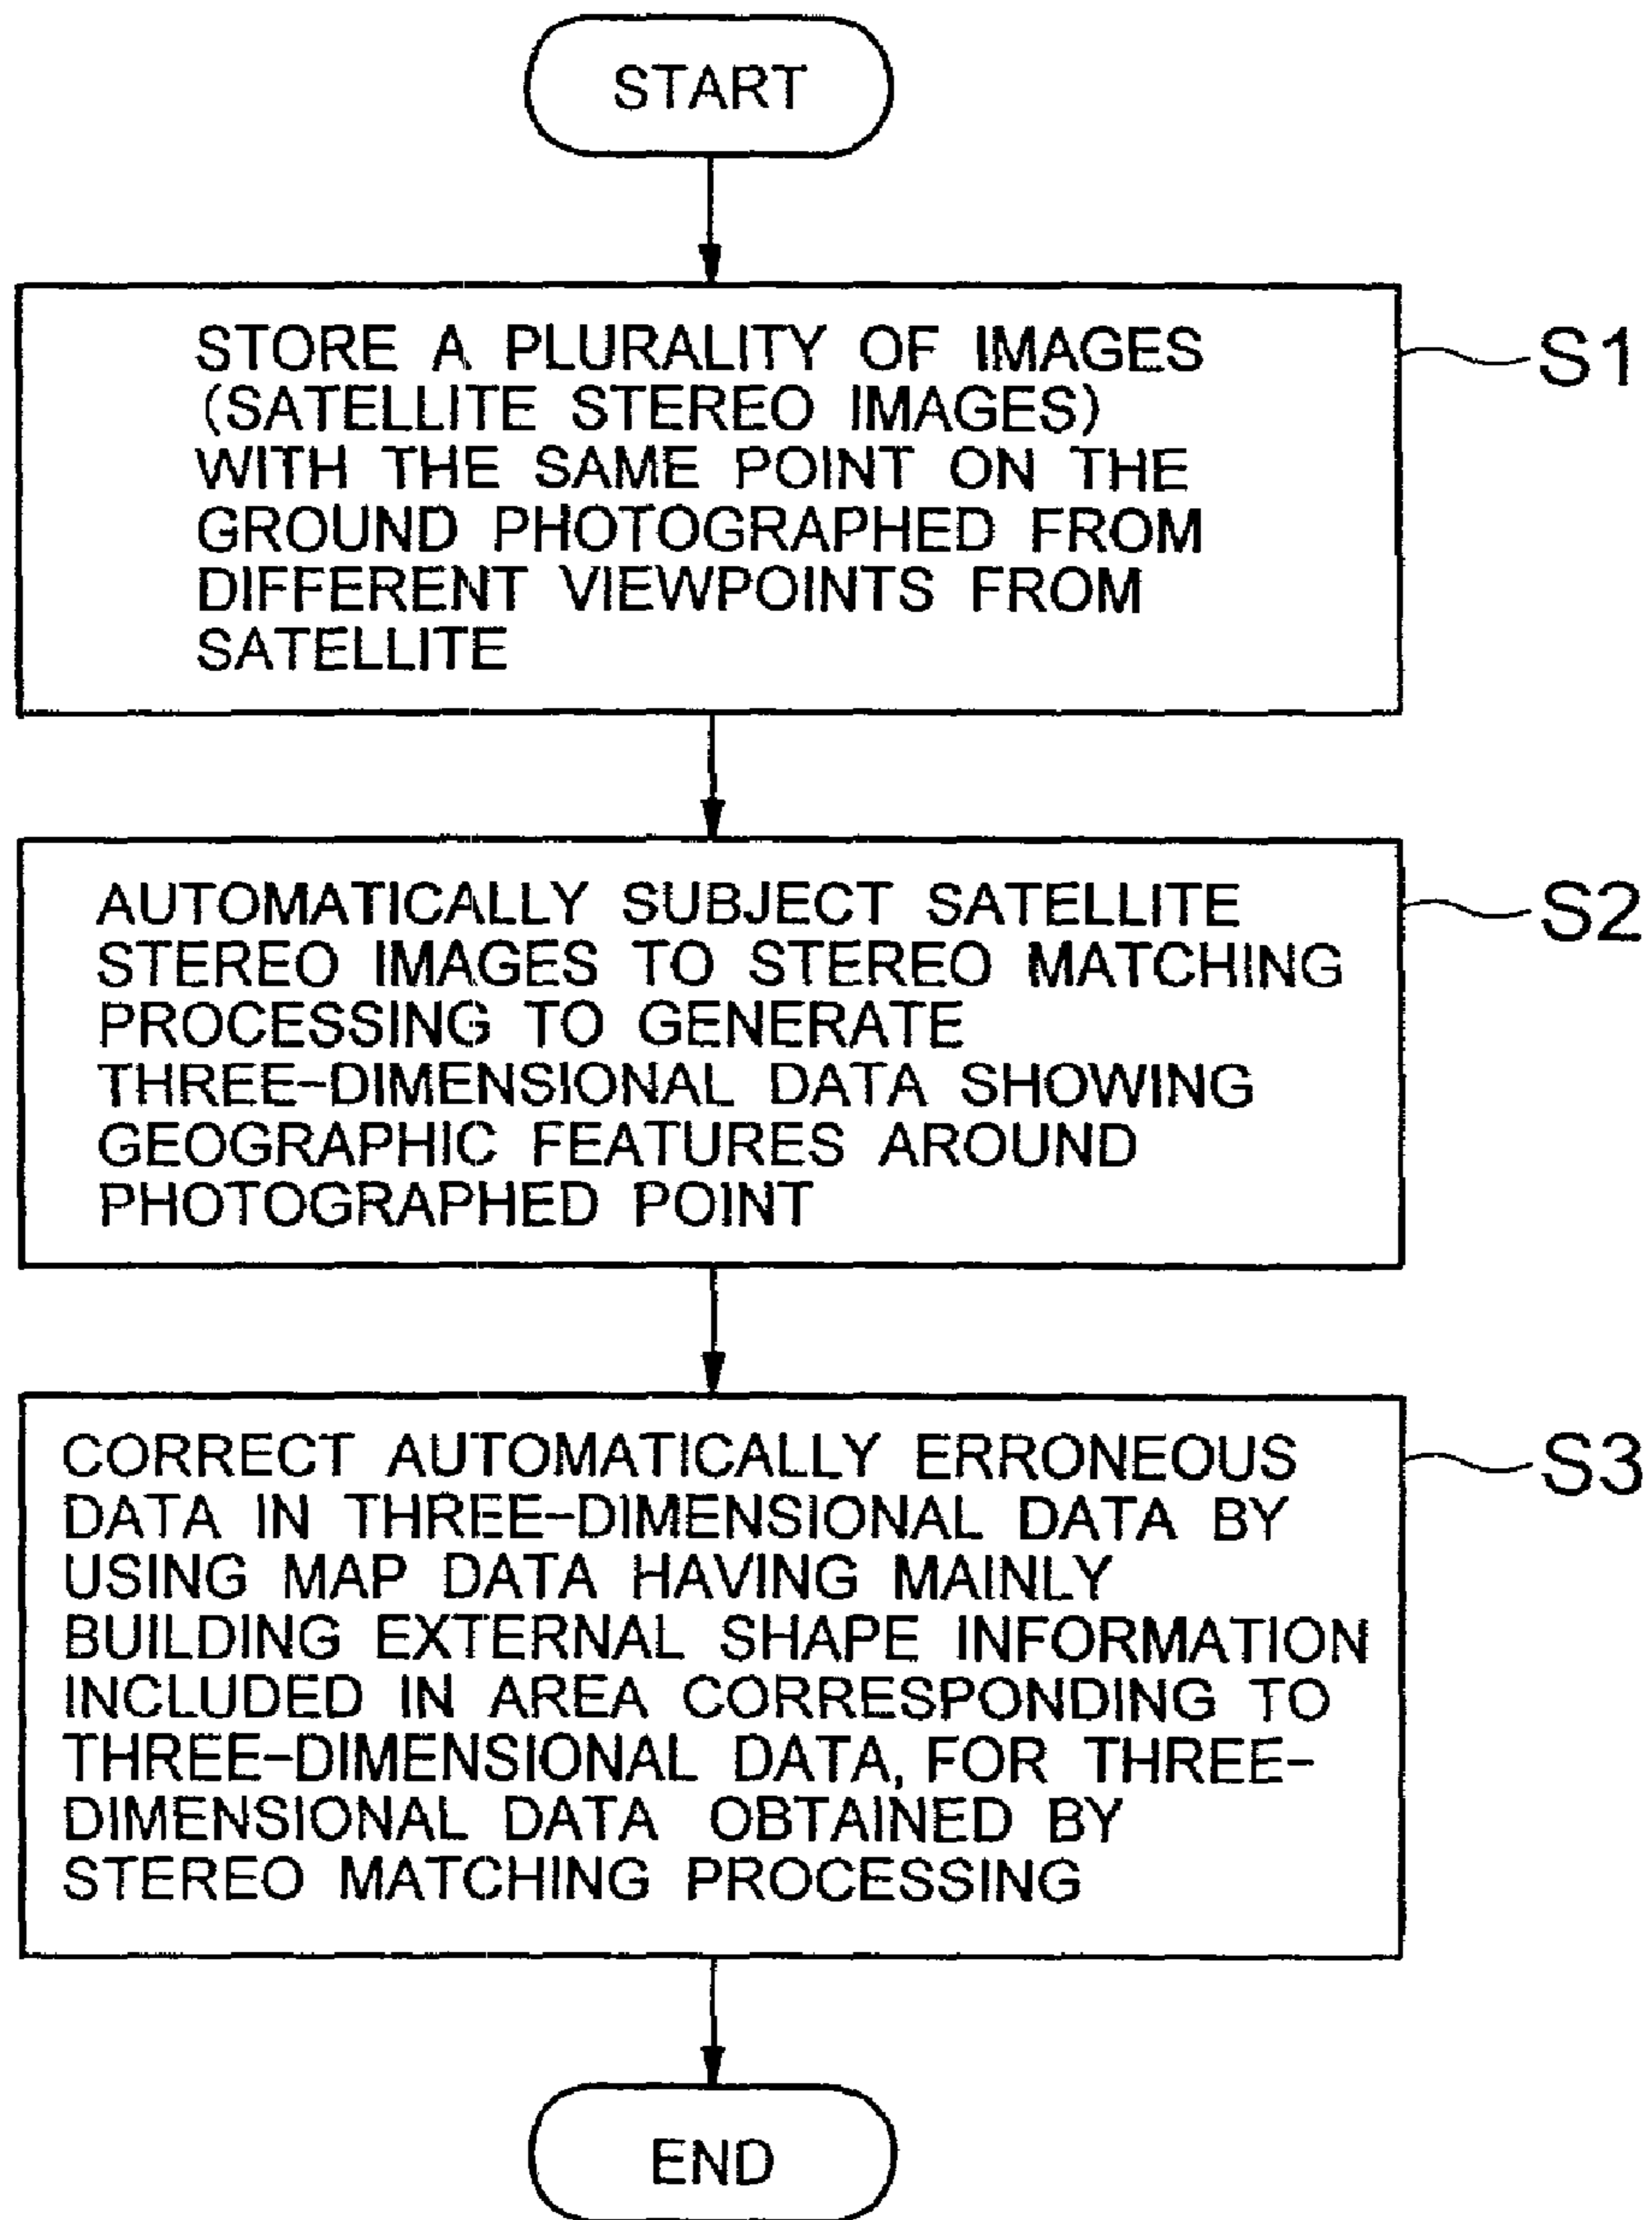 START
STORE A PLURALITY OF IMAGES
(SATELLITE STEREO IMAGES)
WITH THE SAME POINT ON THE
GROUND PHOTOGRAPHED FROM
DIFFERENT VIEWPOINTS FROM
SATELLITE
S1
AUTOMATICALLY SUBJECT SATELLITE
STEREO IMAGES TO STEREO MATCHING
PROCESSING TO GENERATE
THREE-DIMENSIONAL DATA SHOWING
GEOGRAPHIC FEATURES AROUND
PHOTOGRAPHED POINT
S2
CORRECT AUTOMATICALLY ERRONEOUS
DATA IN THREE-DIMENSIONAL DATA BY
USING MAP DATA HAVING MAINLY
BUILDING EXTERNAL SHAPE INFORMATION
INCLUDED IN AREA CORRESPONDING TO
THREE-DIMENSIONAL DATA, FOR THREE-
DIMENSIONAL DATA OBTAINED BY
STEREO MATCHING PROCESSING
S3
END